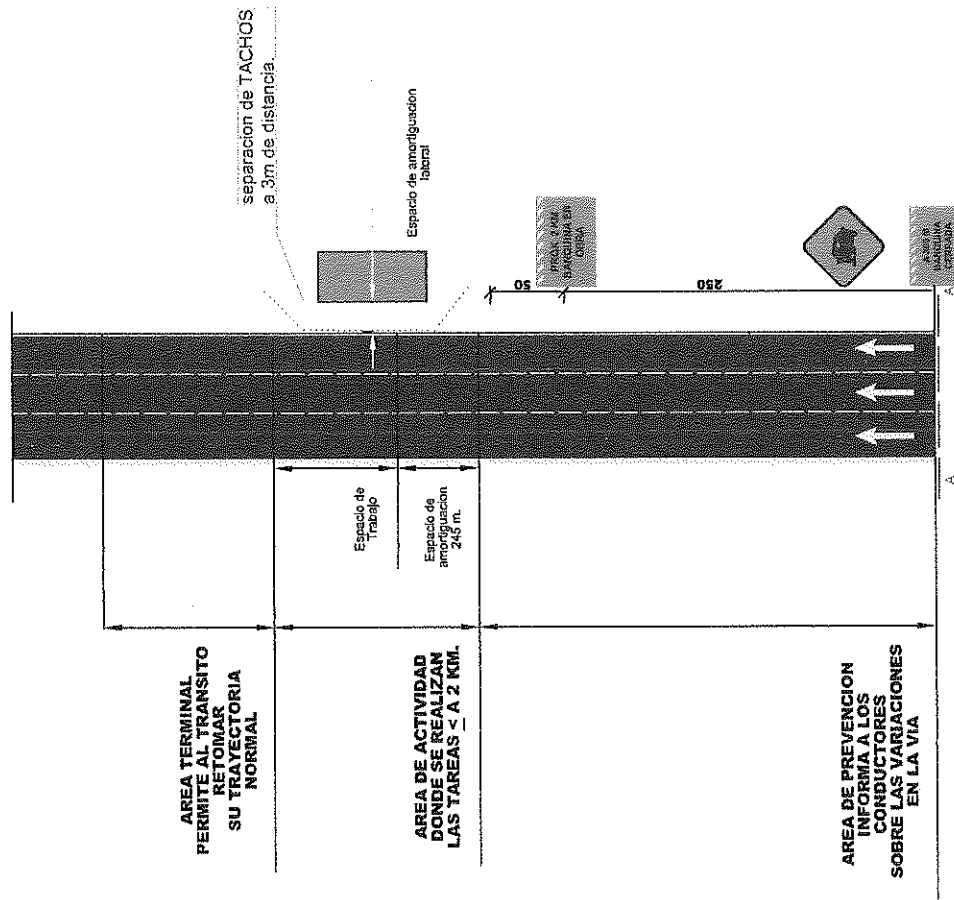 separacion de TACHOS
a 3m de distancia
Espacio de amortiguacion
lateral
PROX. 2 KM
BANQUINA EN
OBRA
50
250
BANQUINA
CERRADA
A
A
Espacio de
Trabajo
Espacio de
amortiguacion
245 m.
AREA TERMINAL
PERMITE AL TRANSITO
RETOMAR
SU TRAYECTORIA
NORMAL
AREA DE ACTIVIDAD
DONDE SE REALIZAN
LAS TAREAS < A 2 KM.
AREA DE PREVENCION
INFORMA A LOS
CONDUCTORES
SOBRE LAS VARIACIONES
EN LA VIA